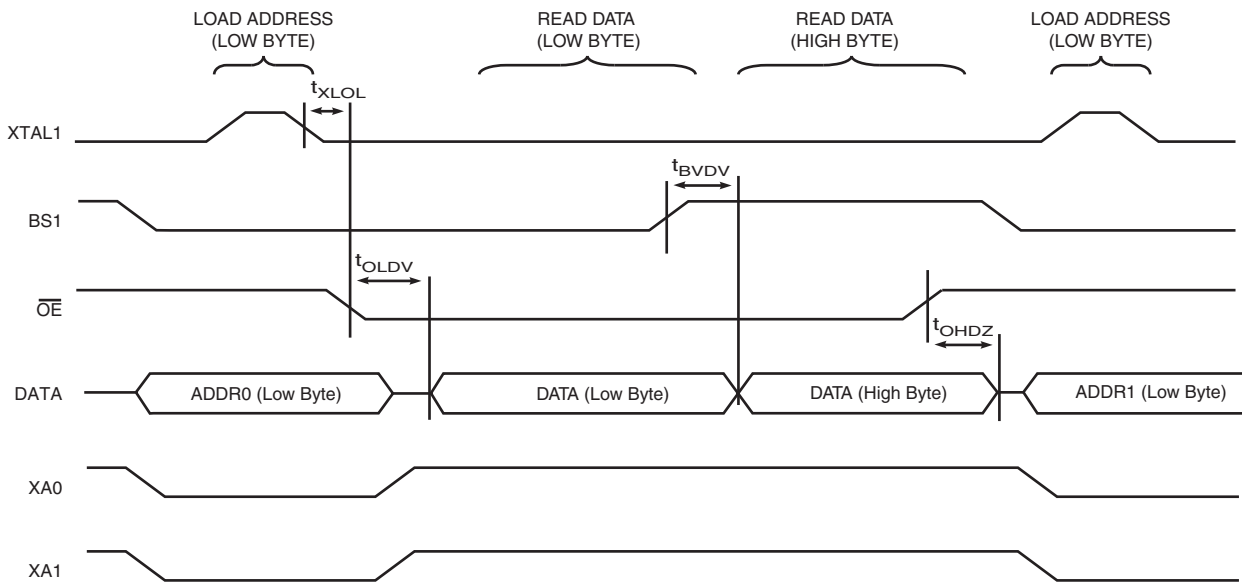 LOAD ADDRESS
(LOW BYTE)
READ DATA
(LOW BYTE)
READ DATA
(HIGH BYTE)
LOAD ADDRESS
(LOW BYTE)
tXLOL
XTAL1
tBVDV
BS1
tOLDV
OE
tOHDZ
DATA
ADDR0 (Low Byte)
DATA (Low Byte)
DATA (High Byte)
ADDR1 (Low Byte)
XA0
XA1